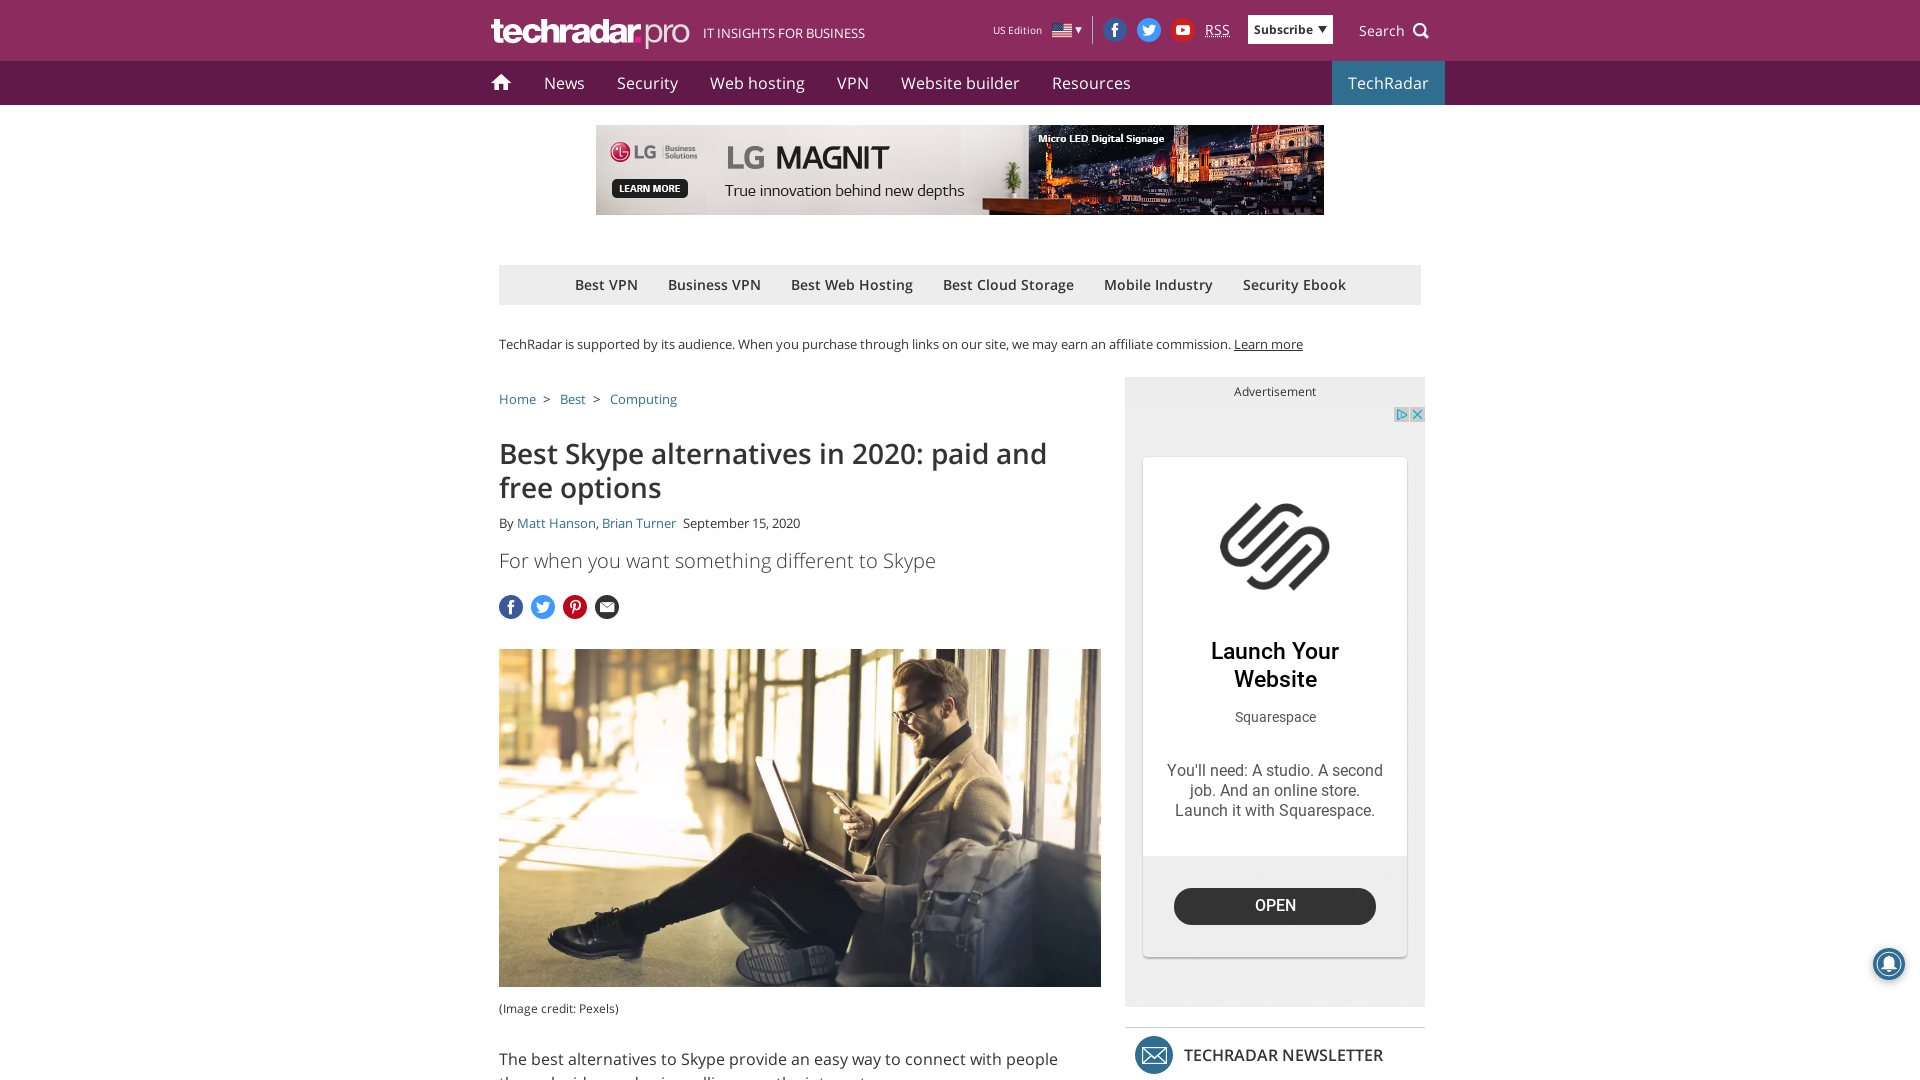 techradar.pro IT INSIGHTS FOR BUSINESS
US Edition ▼ RSS Subscribe ▼ Search
News Security Web hosting VPN Website builder Resources TechRadar
LG Business Solutions
LEARN MORE
LG MAGNIT
True innovation behind new depths
Micro LED Digital Signage
Best VPN Business VPN Best Web Hosting Best Cloud Storage Mobile Industry Security Ebook
TechRadar is supported by its audience. When you purchase through links on our site, we may earn an affiliate commission. Learn more
Home > Best > Computing
Best Skype alternatives in 2020: paid and
free options
By Matt Hanson, Brian Turner September 15, 2020
For when you want something different to Skype
(Image credit: Pexels)
The best alternatives to Skype provide an easy way to connect with people
Advertisement
Launch Your
Website
Squarespace
You'll need: A studio. A second
job. And an online store.
Launch it with Squarespace.
OPEN
TECHRADAR NEWSLETTER